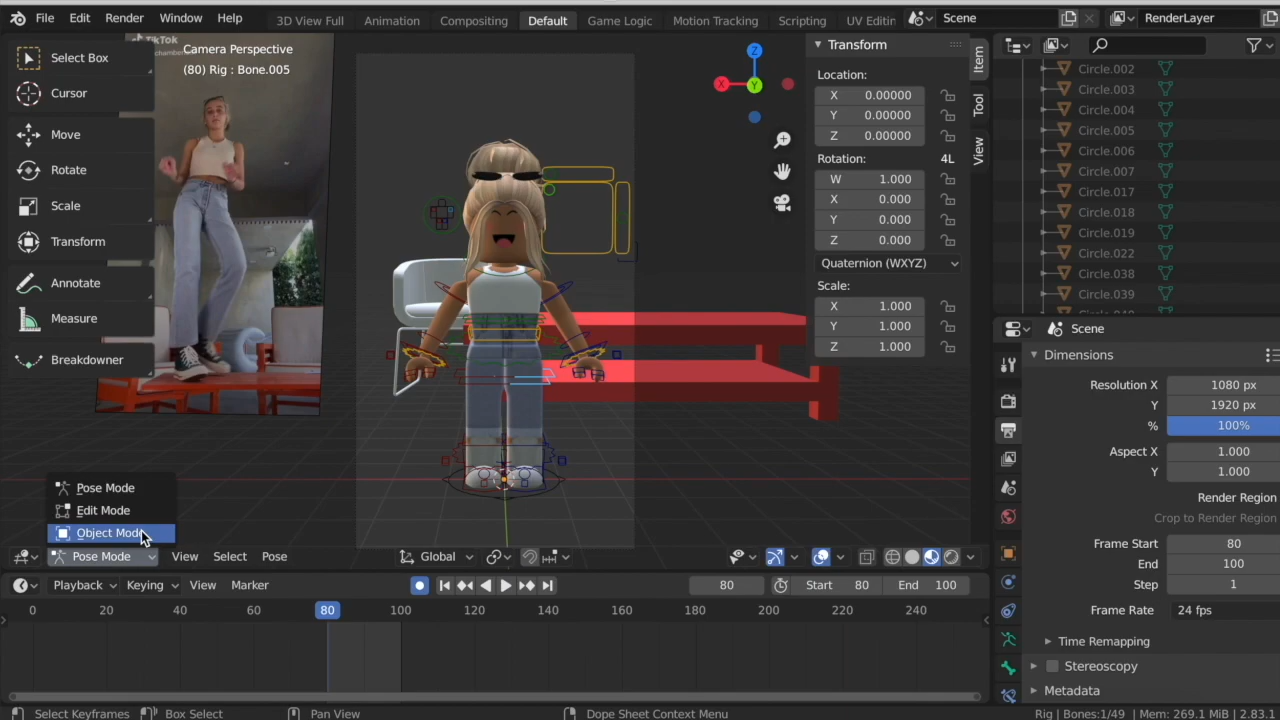 File Edit Render Window Help
3D View Full Animation Compositing Default Game Logic Motion Tracking Scripting UV Editin
Scene
RenderLayer
TikTok
Camera Perspective
(80) Rig : Bone.005
Select Box
Cursor
Move
Rotate
Scale
Transform
Annotate
Measure
Breakdowner
X
Y
Z
Transform
Location:
X 0.00000
Y 0.00000
Z 0.00000
Rotation: 4L
W 1.000
X 0.000
Y 0.000
Z 0.000
Quaternion (WXYZ)
Scale:
X 1.000
Y 1.000
Z 1.000
Item
Tool
View
Circle.002
Circle.003
Circle.004
Circle.005
Circle.006
Circle.007
Circle.017
Circle.018
Circle.019
Circle.022
Circle.038
Circle.039
Scene
Dimensions
Resolution X 1080 px
Y 1920 px
% 100%
Aspect X 1.000
Y 1.000
Render Region
Crop to Render Region
Frame Start 80
End 100
Step 1
Frame Rate 24 fps
Time Remapping
Stereoscopy
Metadata
Pose Mode
Edit Mode
Object Mode
Pose Mode View Select Pose
Global
Playback Keying View Marker
80 Start 80 End 100
0 20 40 60 80 100 120 140 160 180 200 220 240
Select Keyframes Box Select Pan View Dope Sheet Context Menu
Rig | Bones:1/49 | Mem: 269.1 MiB | 2.83.1